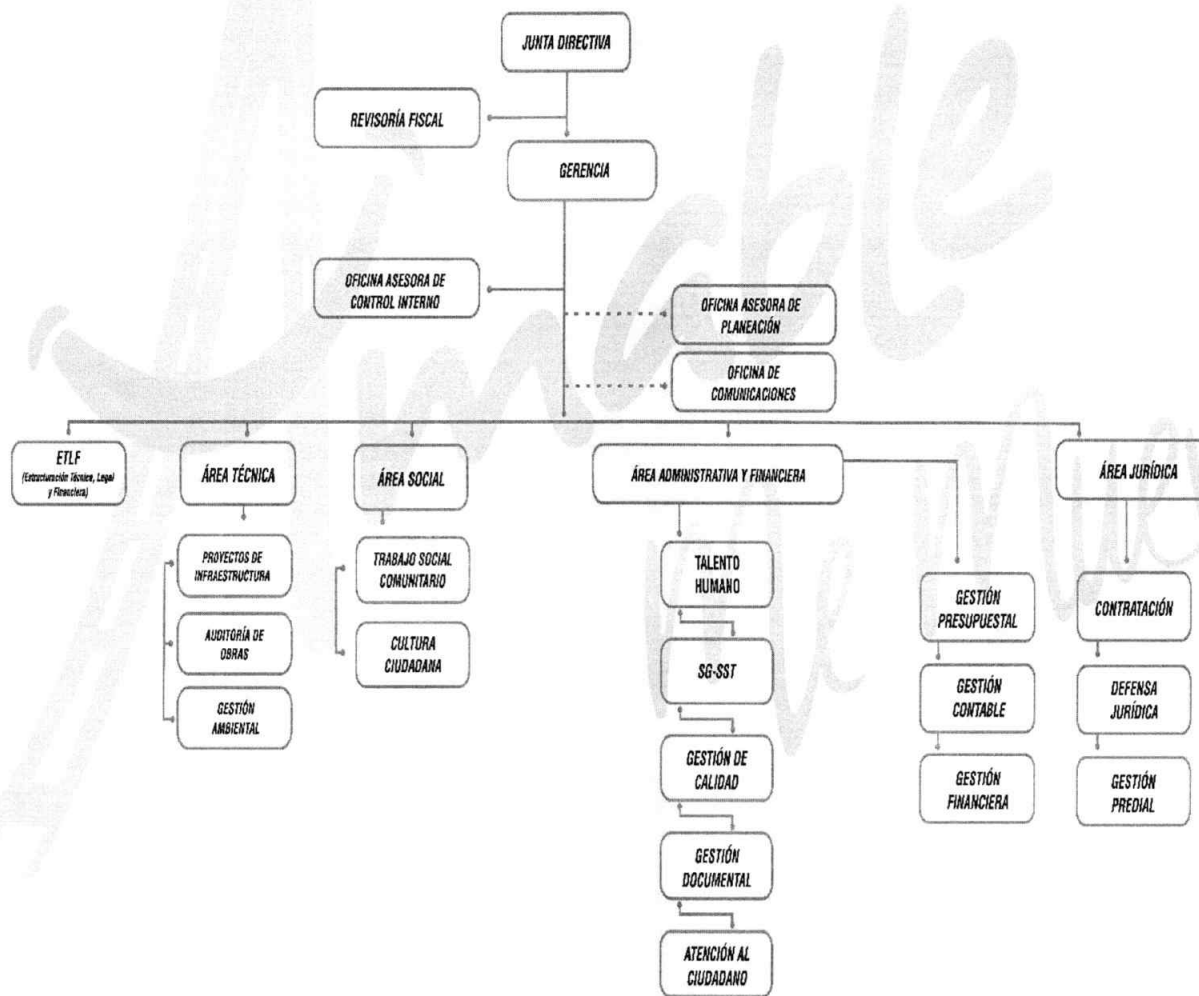 JUNTA DIRECTIVA
REVISORÍA FISCAL
GERENCIA
OFICINA ASESORA DE
CONTROL INTERNO
OFICINA ASESORA DE
PLANEACIÓN
OFICINA DE
COMUNICACIONES
ETLF
(Estructuración Técnica, Legal
y Financiera)
ÁREA TÉCNICA
ÁREA SOCIAL
ÁREA ADMINISTRATIVA Y FINANCIERA
ÁREA JURÍDICA
PROYECTOS DE
INFRAESTRUCTURA
AUDITORÍA DE
OBRAS
GESTIÓN
AMBIENTAL
TRABAJO SOCIAL
COMUNITARIO
CULTURA
CIUDADANA
TALENTO
HUMANO
SG-SST
GESTIÓN DE
CALIDAD
GESTIÓN
DOCUMENTAL
ATENCIÓN AL
CIUDADANO
GESTIÓN
PRESUPUESTAL
GESTIÓN
CONTABLE
GESTIÓN
FINANCIERA
CONTRATACIÓN
DEFENSA
JURÍDICA
GESTIÓN
PREDIAL
Amable